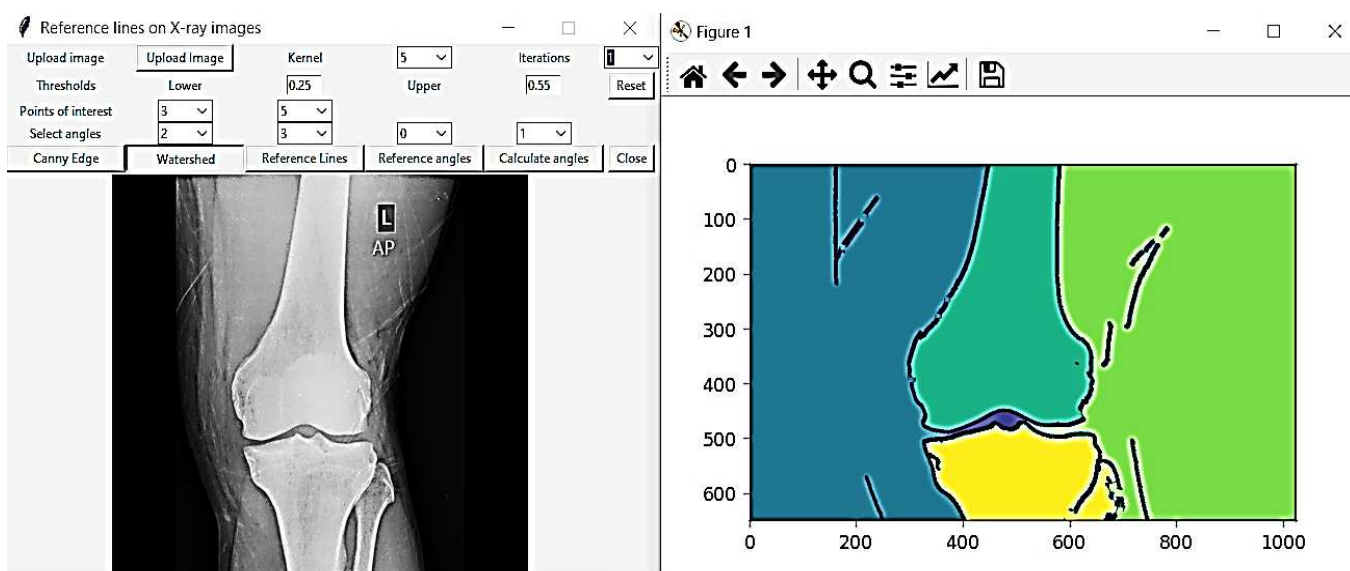 Reference lines on X-ray images
Upload image Upload Image Kernel 5 Iterations 1
Thresholds Lower 0.25 Upper 0.55 Reset
Points of interest 3 5
Select angles 2 3 0 1
Canny Edge Watershed Reference Lines Reference angles Calculate angles Close
L
AP
Figure 1
0
100
200
300
400
500
600
0 200 400 600 800 1000